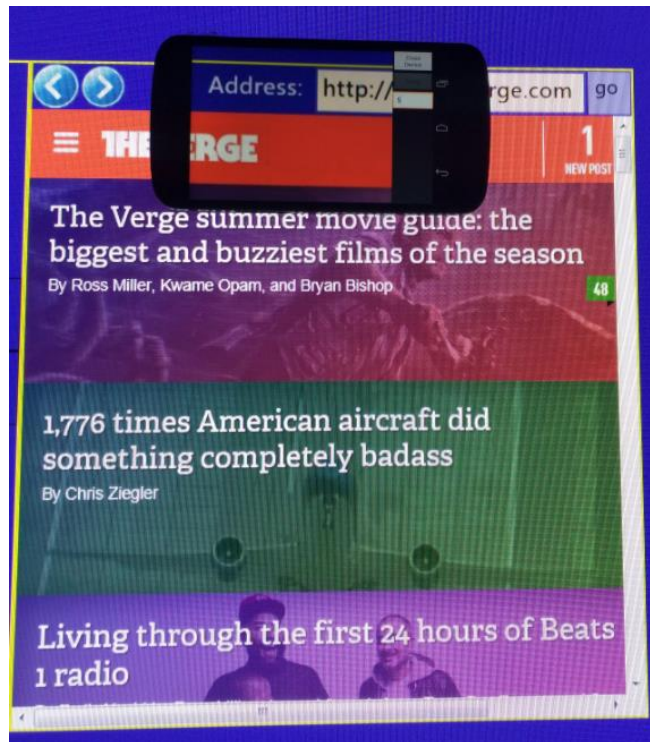 Address: http:// rge.com go
THE ERGE
1
NEW POST
The Verge summer movie guide: the
biggest and buzziest films of the season
By Ross Miller, Kwame Opam, and Bryan Bishop
48
1,776 times American aircraft did
something completely badass
By Chris Ziegler
Living through the first 24 hours of Beats
1 radio